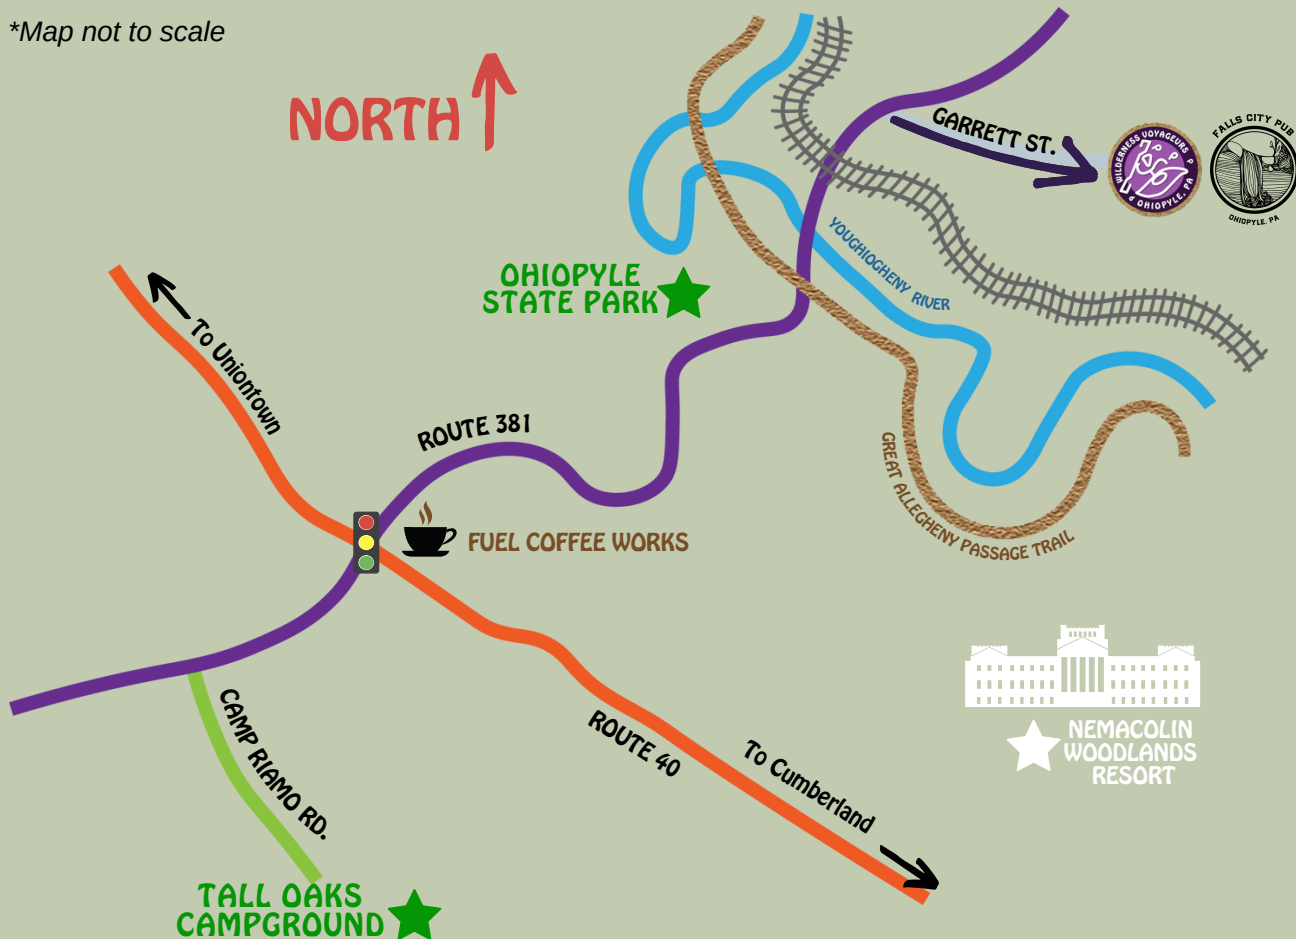 *Map not to scale
NORTH
GARRETT ST.
WILDERNESS VOYAGEURS
OHIOPYLE, PA
FALLS CITY PUB
OHIOPYLE, PA
YOUGHIOGHENY RIVER
OHIOPYLE
STATE PARK
To Uniontown
ROUTE 381
FUEL COFFEE WORKS
GREAT ALLEGHENY PASSAGE TRAIL
NEMACOLIN
WOODLANDS
RESORT
CAMP RIAMO RD.
ROUTE 40
To Cumberland
TALL OAKS
CAMPGROUND